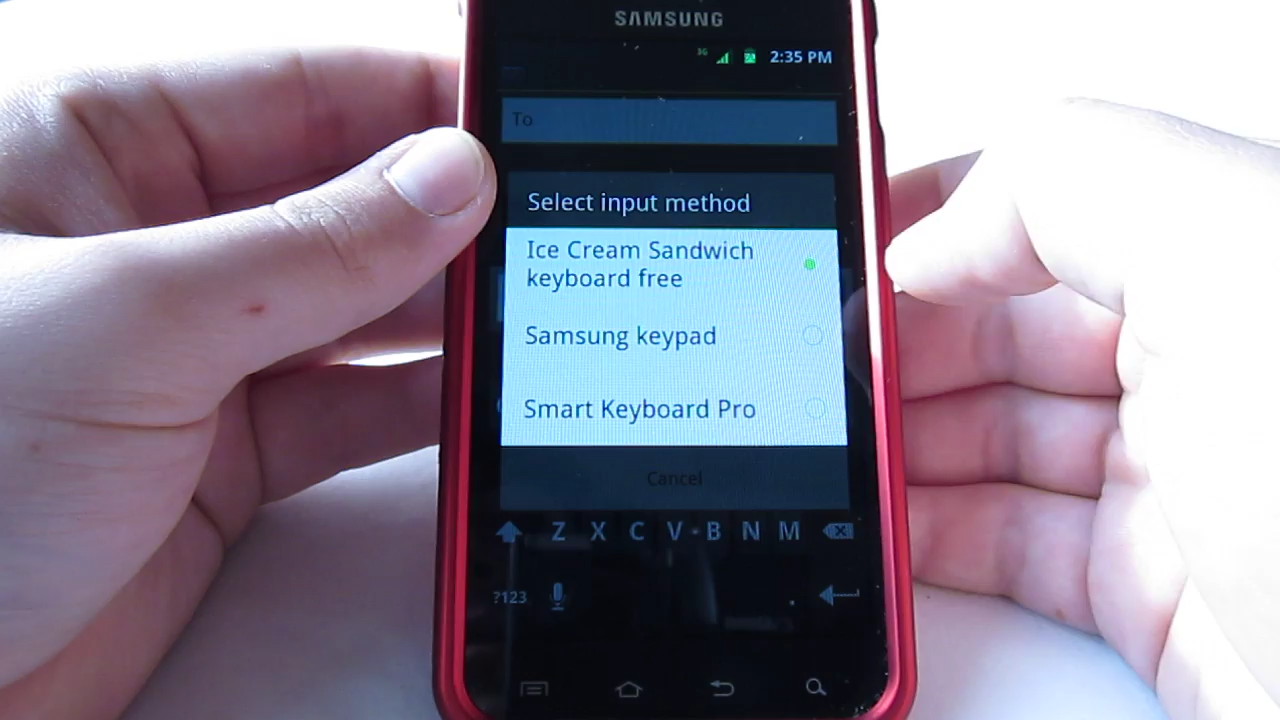 SAMSUNG
3G 2:35 PM
To
Select input method
Ice Cream Sandwich
keyboard free
Samsung keypad
Smart Keyboard Pro
Cancel
Z X C V B N M
?123 .